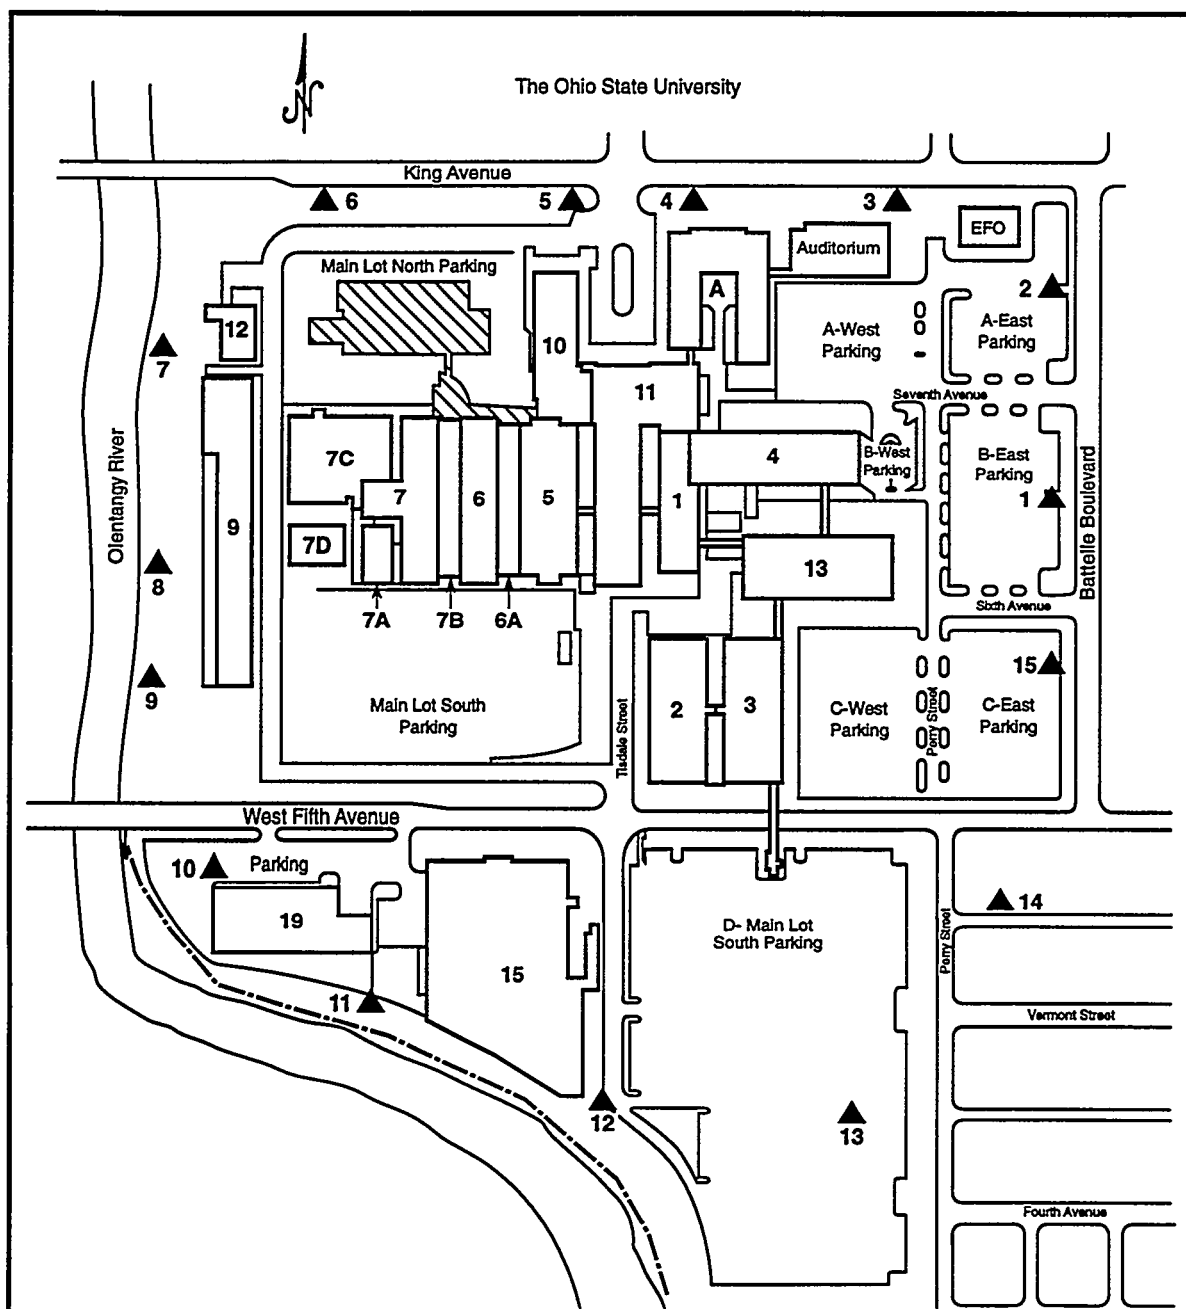 The Ohio State University
N
King Avenue
6
5
4
3
Auditorium
EFO
Main Lot North Parking
A
2
12
7
10
A-West
Parking
A-East
Parking
Seventh Avenue
11
7C
7
6
5
1
4
B-West
Parking
B-East
Parking
1
Olentangy River
9
7D
8
13
Battelle Boulevard
7A
7B
6A
Sixth Avenue
15
9
Main Lot South
Parking
Tisdale Street
2
3
C-West
Parking
Perry Street
C-East
Parking
West Fifth Avenue
10
Parking
19
14
D- Main Lot
South Parking
Perry Street
15
11
Vermont Street
12
13
Fourth Avenue